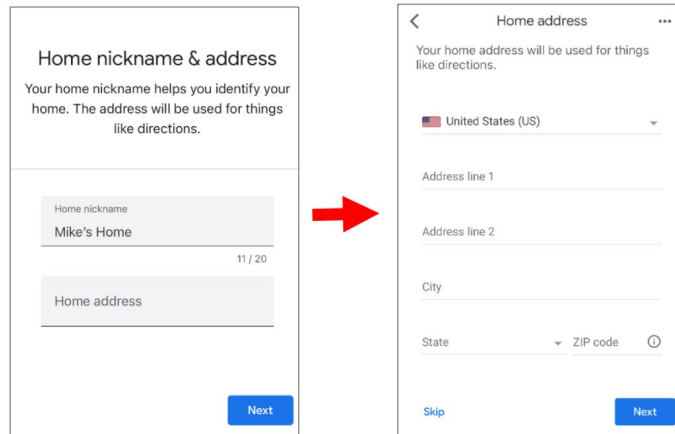 Home nickname & address
Your home nickname helps you identify your
home. The address will be used for things
like directions.
Home nickname
Mike's Home
11 / 20
Home address
Next
Home address
Your home address will be used for things
like directions.
United States (US)
Address line 1
Address line 2
City
State
ZIP code
Skip
Next